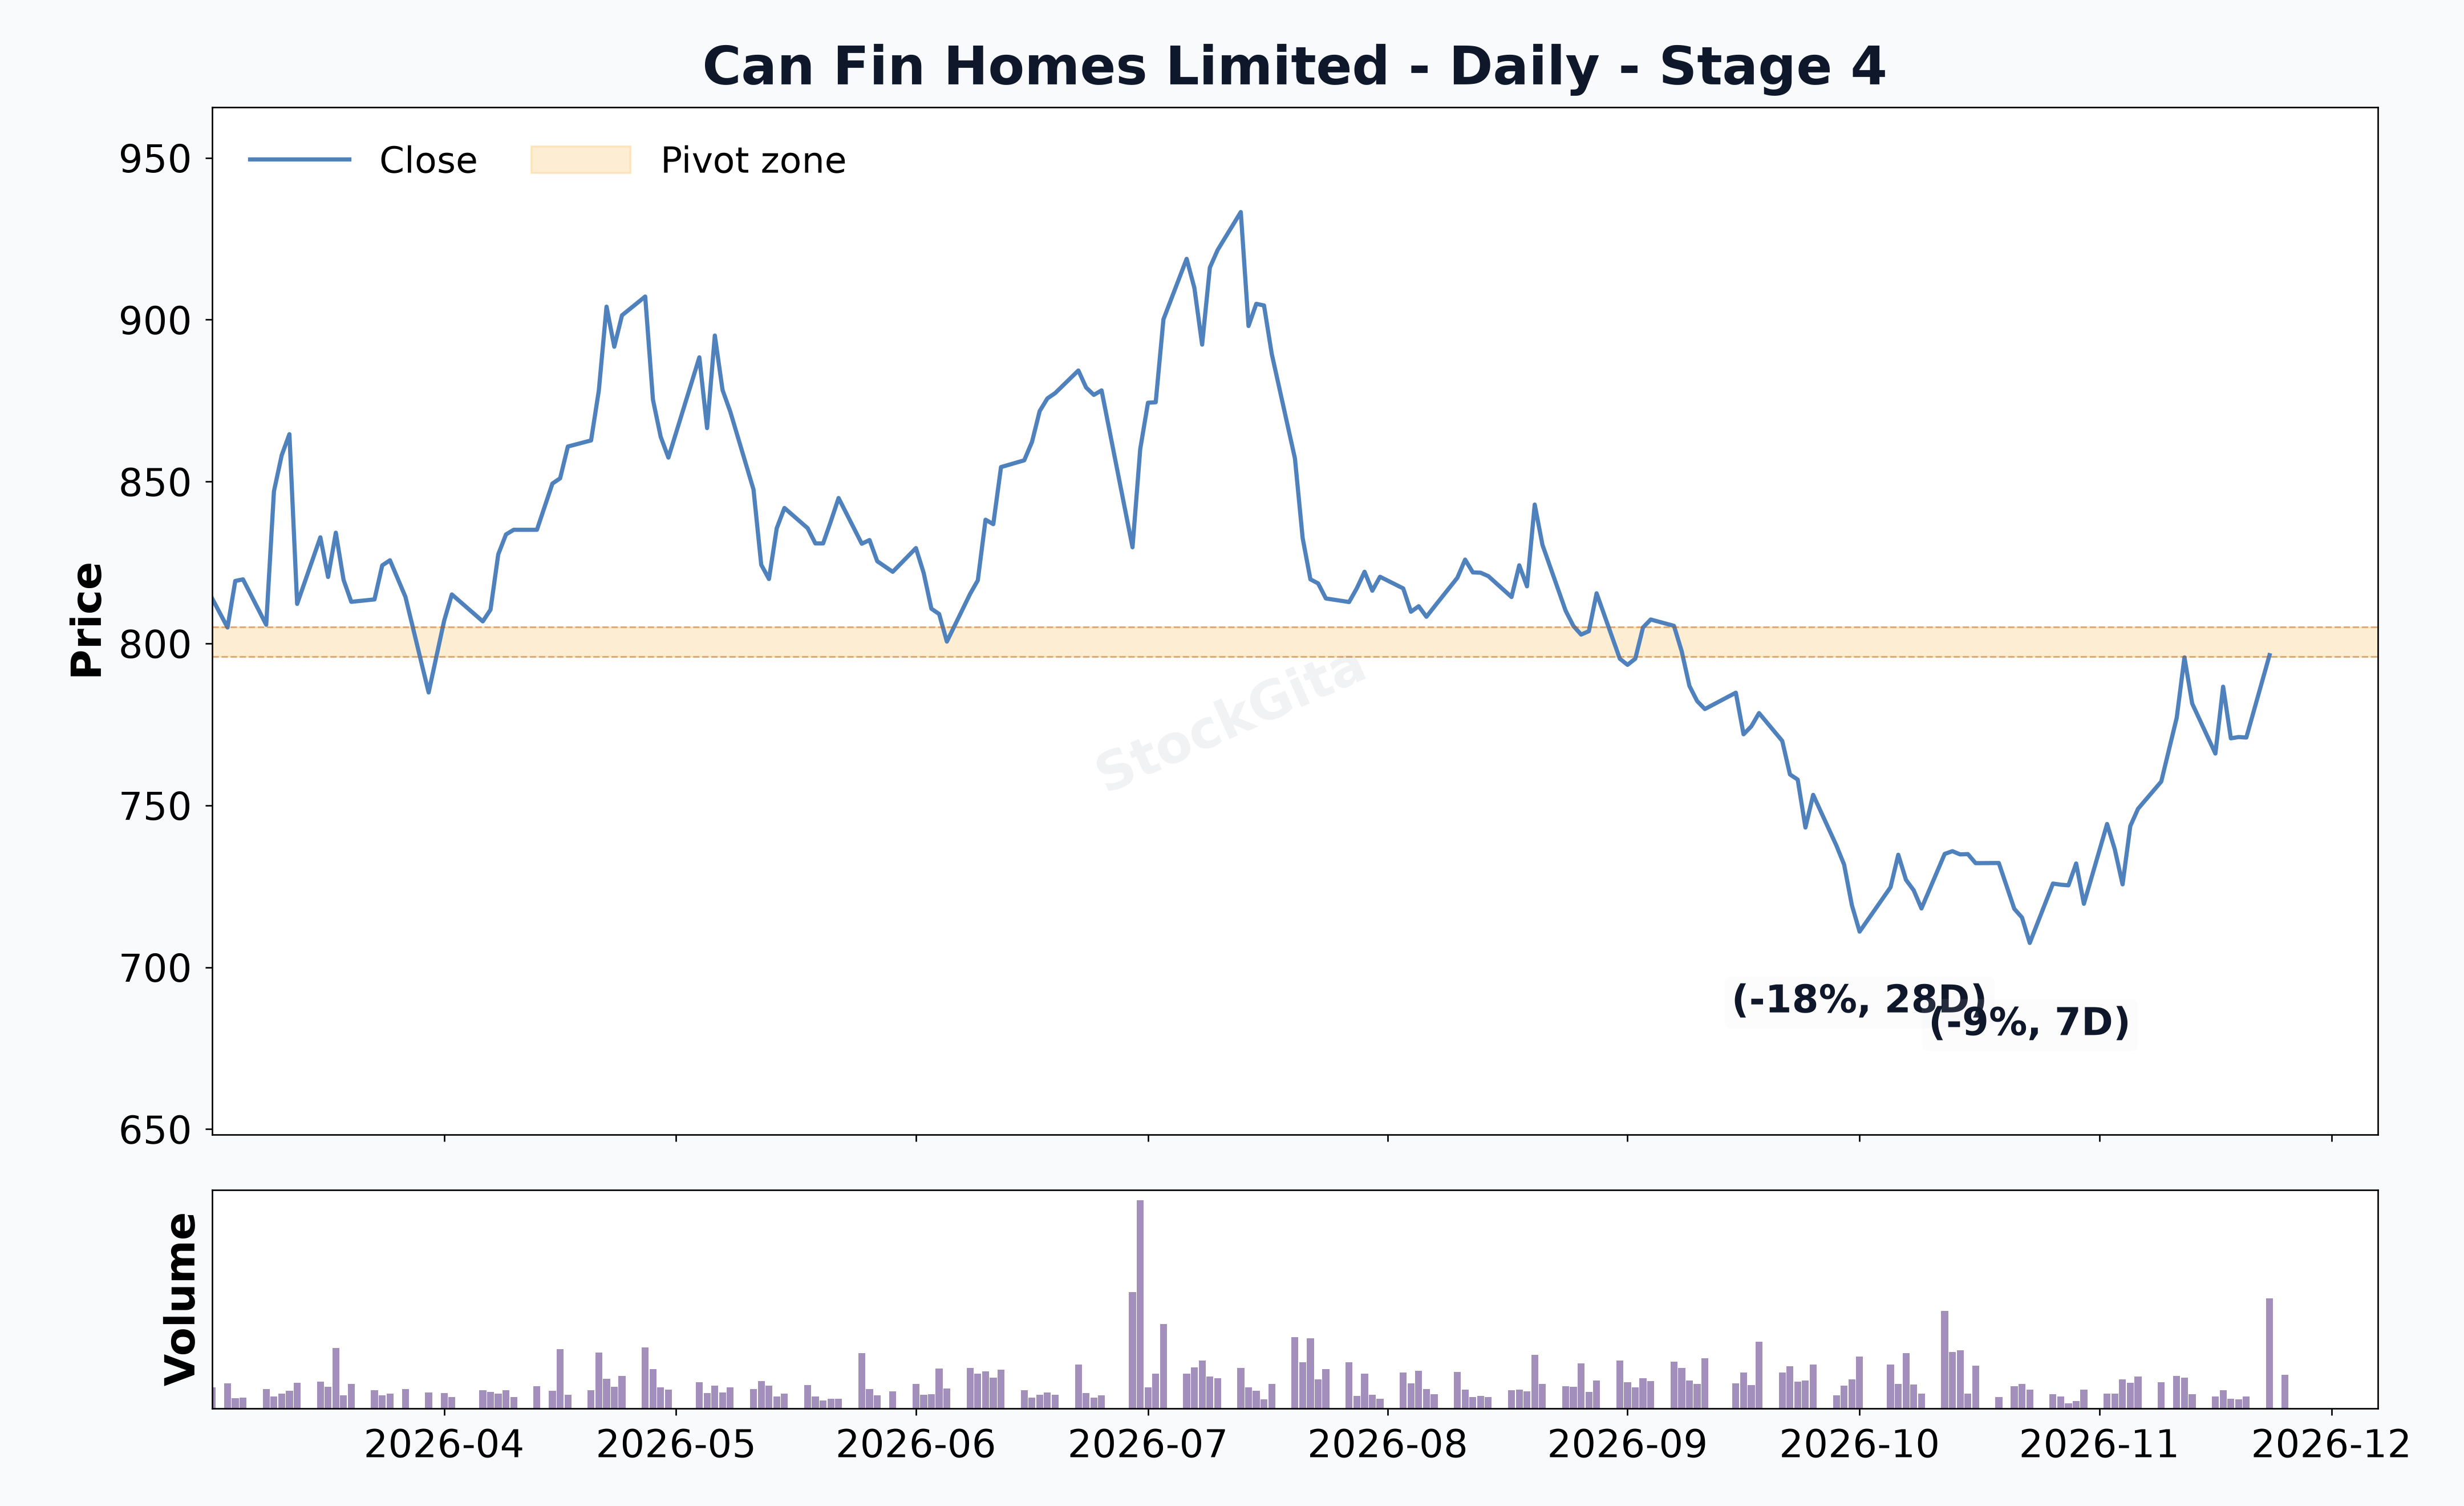 Can Fin Homes Limited - Daily - Stage 4
Close
Pivot zone
Price
950
900
850
800
750
700
650
StockGita
(-18%, 28D)
(-9%, 7D)
Volume
2026-04
2026-05
2026-06
2026-07
2026-08
2026-09
2026-10
2026-11
2026-12